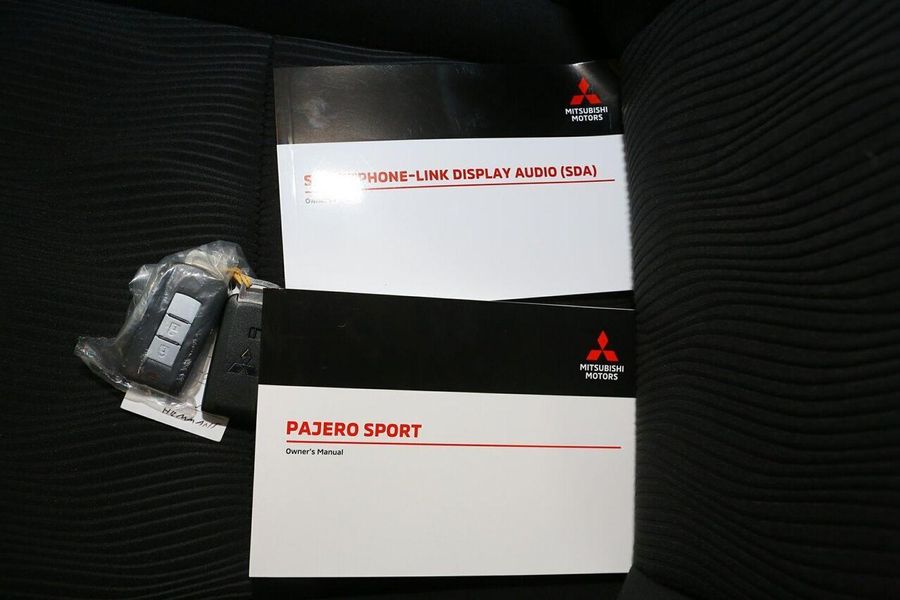 MITSUBISHI
MOTORS
PHONE-LINK DISPLAY AUDIO (SDA)
MITSUBISHI
MOTORS
PAJERO SPORT
Owner's Manual